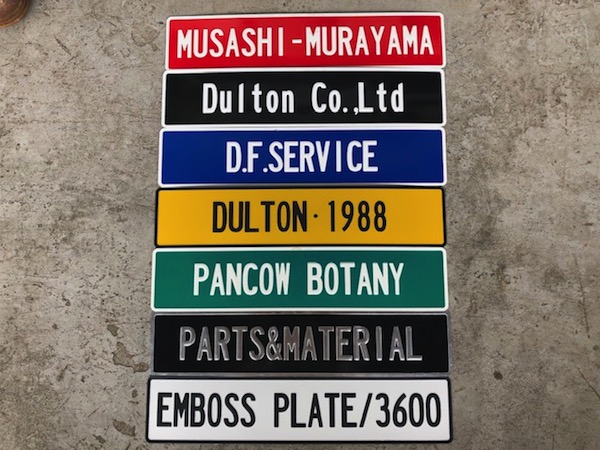 MUSASHI-MURAYAMA
Dulton Co.,Ltd
D.F.SERVICE
DULTON·1988
PANCOW BOTANY
PARTS&MATERIAL
EMBOSS PLATE/3600